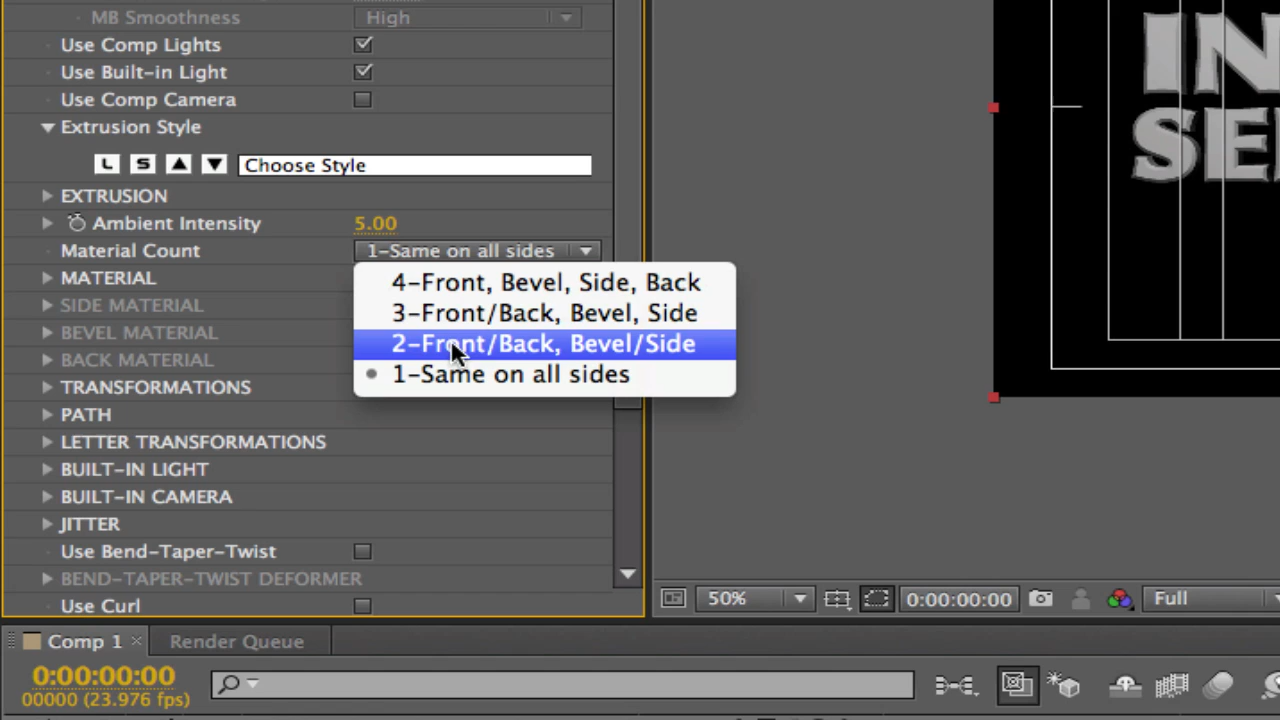 MB Smoothness High
Use Comp Lights
Use Built-in Light
Use Comp Camera
Extrusion Style
L S Choose Style
EXTRUSION
Ambient Intensity 5.00
Material Count 1-Same on all sides
4-Front, Bevel, Side, Back
3-Front/Back, Bevel, Side
2-Front/Back, Bevel/Side
1-Same on all sides
MATERIAL
SIDE MATERIAL
BEVEL MATERIAL
BACK MATERIAL
TRANSFORMATIONS
PATH
LETTER TRANSFORMATIONS
BUILT-IN LIGHT
BUILT-IN CAMERA
JITTER
Use Bend-Taper-Twist
BEND-TAPER-TWIST DEFORMER
Use Curl
IN
SE
50% 0:00:00:00 Full
Comp 1 × Render Queue
0:00:00:00
00000 (23.976 fps)